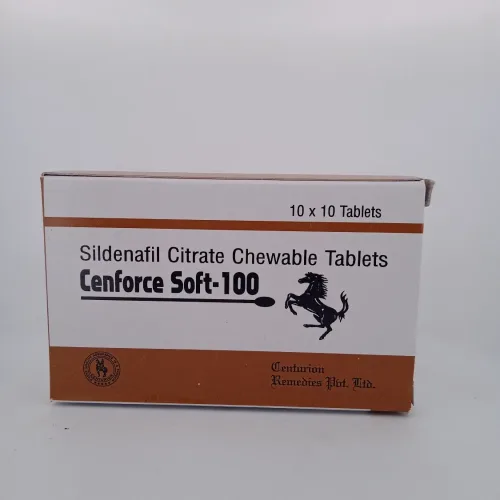 10 x 10 Tablets
Sildenafil Citrate Chewable Tablets
Cenforce Soft-100
Centurion
Remedies Pvt. Ltd.